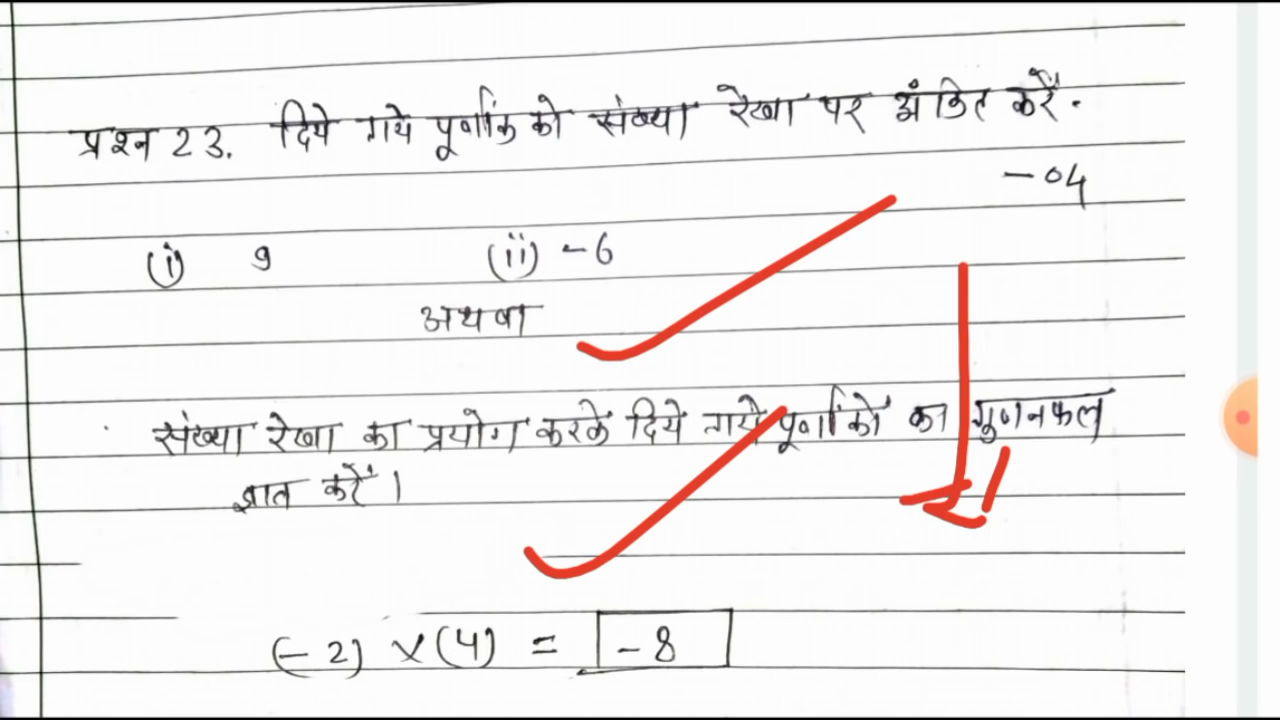 प्रश्न 23. दिये गये पूर्णांक को संख्या रेखा पर अंकित करें.
- 04
(i) 9 (ii) - 6
अथवा
संख्या रेखा का प्रयोग करके दिये गये पूर्णांको का गुणनफल
ज्ञात करें।
(- 2) × (4) = - 8